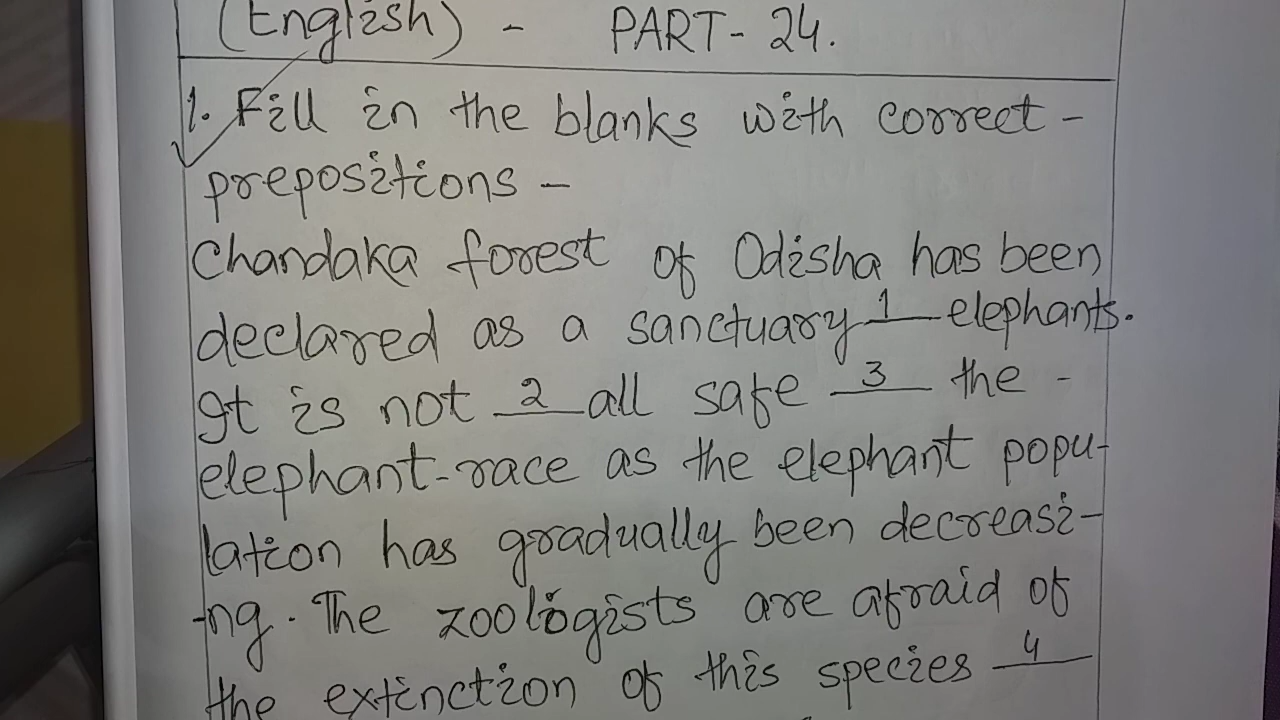 (English) - PART- 24.
1. Fill in the blanks with correct -
prepositions -
Chandaka forest of Odisha has been
declared as a sanctuary 1 elephants.
It is not 2 all safe 3 the -
elephant-race as the elephant popu-
lation has gradually been decreasi-
-ng. The zoologists are afraid of
the extinction of this species 4